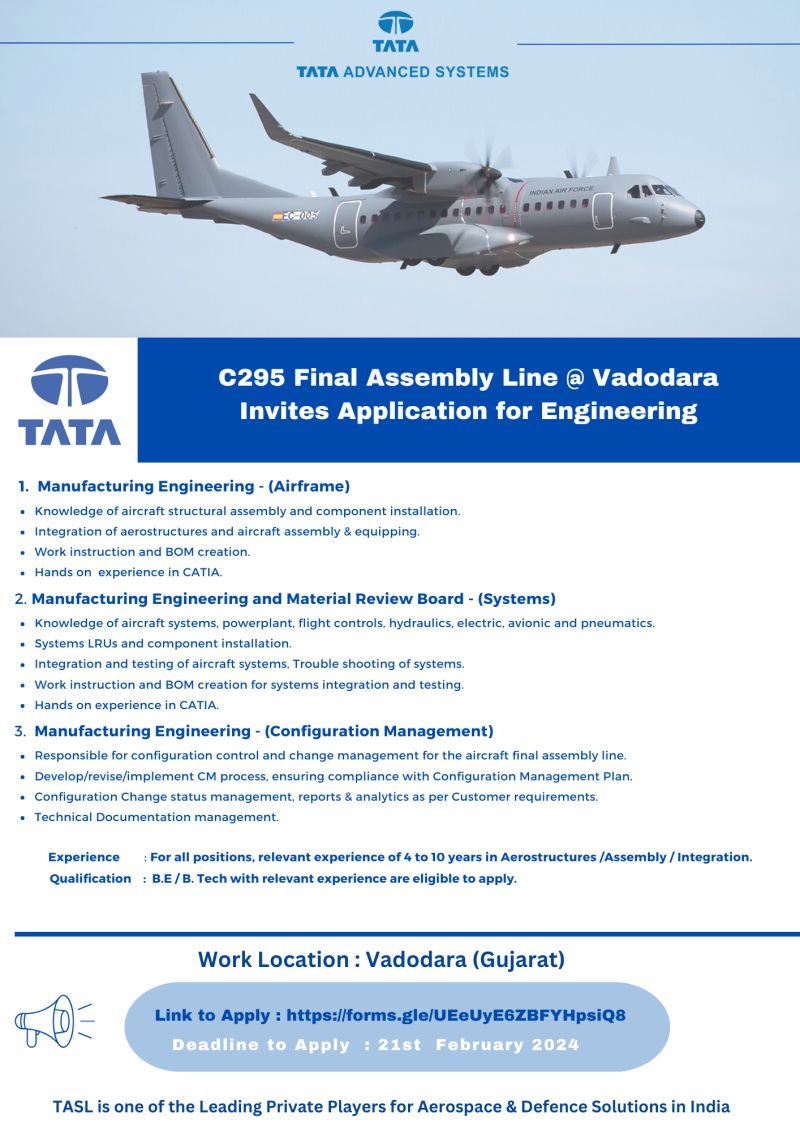 TATA
TATA ADVANCED SYSTEMS
INDIAN AIR FORCE
EC-005
TATA
C295 Final Assembly Line @ Vadodara
Invites Application for Engineering
1. Manufacturing Engineering - (Airframe)
• Knowledge of aircraft structural assembly and component installation.
• Integration of aerostructures and aircraft assembly & equipping.
• Work instruction and BOM creation.
• Hands on experience in CATIA.
2. Manufacturing Engineering and Material Review Board - (Systems)
• Knowledge of aircraft systems, powerplant, flight controls, hydraulics, electric, avionic and pneumatics.
• Systems LRUs and component installation.
• Integration and testing of aircraft systems, Trouble shooting of systems.
• Work instruction and BOM creation for systems integration and testing.
• Hands on experience in CATIA.
3. Manufacturing Engineering - (Configuration Management)
• Responsible for configuration control and change management for the aircraft final assembly line.
• Develop/revise/implement CM process, ensuring compliance with Configuration Management Plan.
• Configuration Change status management, reports & analytics as per Customer requirements.
• Technical Documentation management.
Experience : For all positions, relevant experience of 4 to 10 years in Aerostructures /Assembly / Integration.
Qualification : B.E / B. Tech with relevant experience are eligible to apply.
Work Location : Vadodara (Gujarat)
Link to Apply : https://forms.gle/UEeUyE6ZBFYHpsiQ8
Deadline to Apply : 21st February 2024
TASL is one of the Leading Private Players for Aerospace & Defence Solutions in India